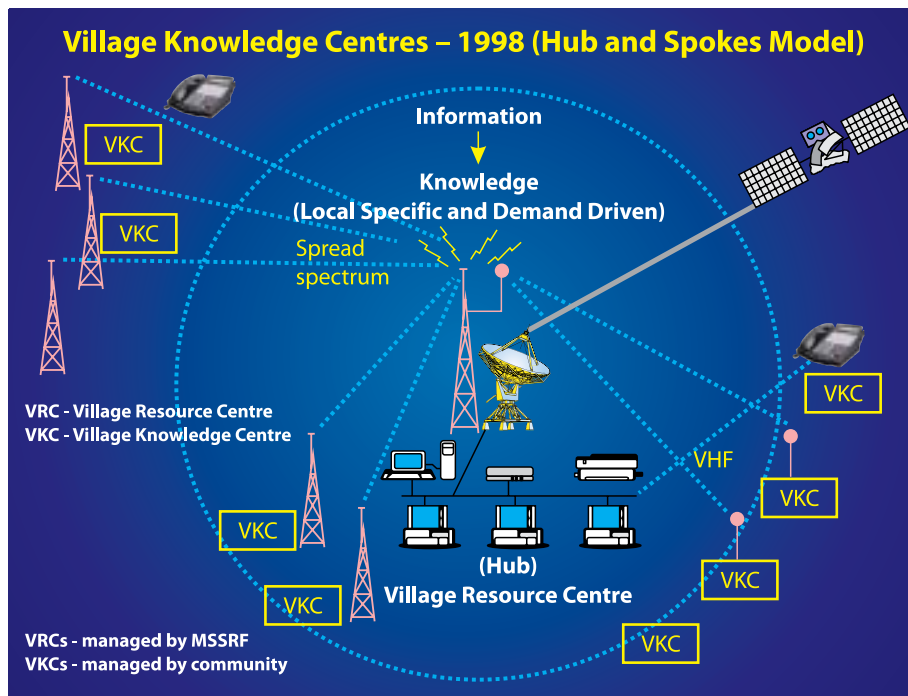 Village Knowledge Centres – 1998 (Hub and Spokes Model)
Information
VKC
Knowledge
(Local Specific and Demand Driven)
VKC
Spread
spectrum
VKC
VRC - Village Resource Centre
VKC - Village Knowledge Centre
VHF
VKC
VKC
(Hub)
VKC
Village Resource Centre
VKC
VKC
VRCs - managed by MSSRF
VKCs - managed by community